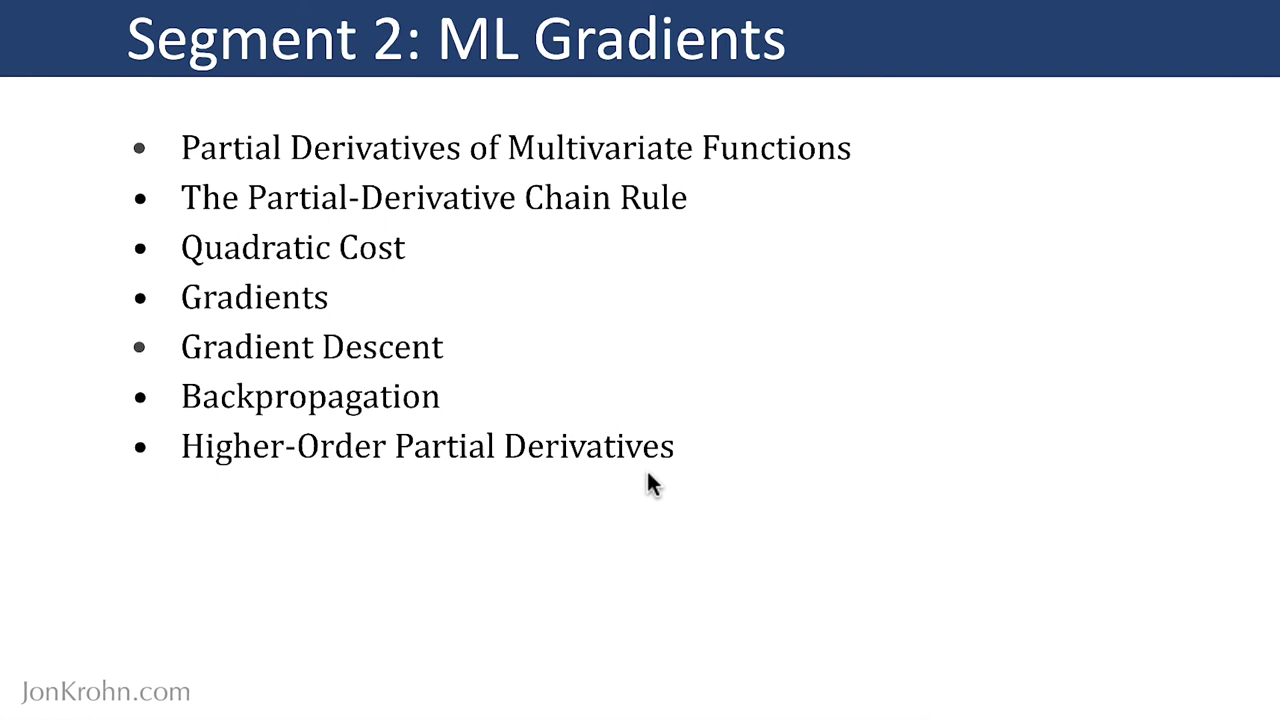 Segment 2: ML Gradients
• Partial Derivatives of Multivariate Functions
• The Partial-Derivative Chain Rule
• Quadratic Cost
• Gradients
• Gradient Descent
• Backpropagation
• Higher-Order Partial Derivatives
JonKrohn.com